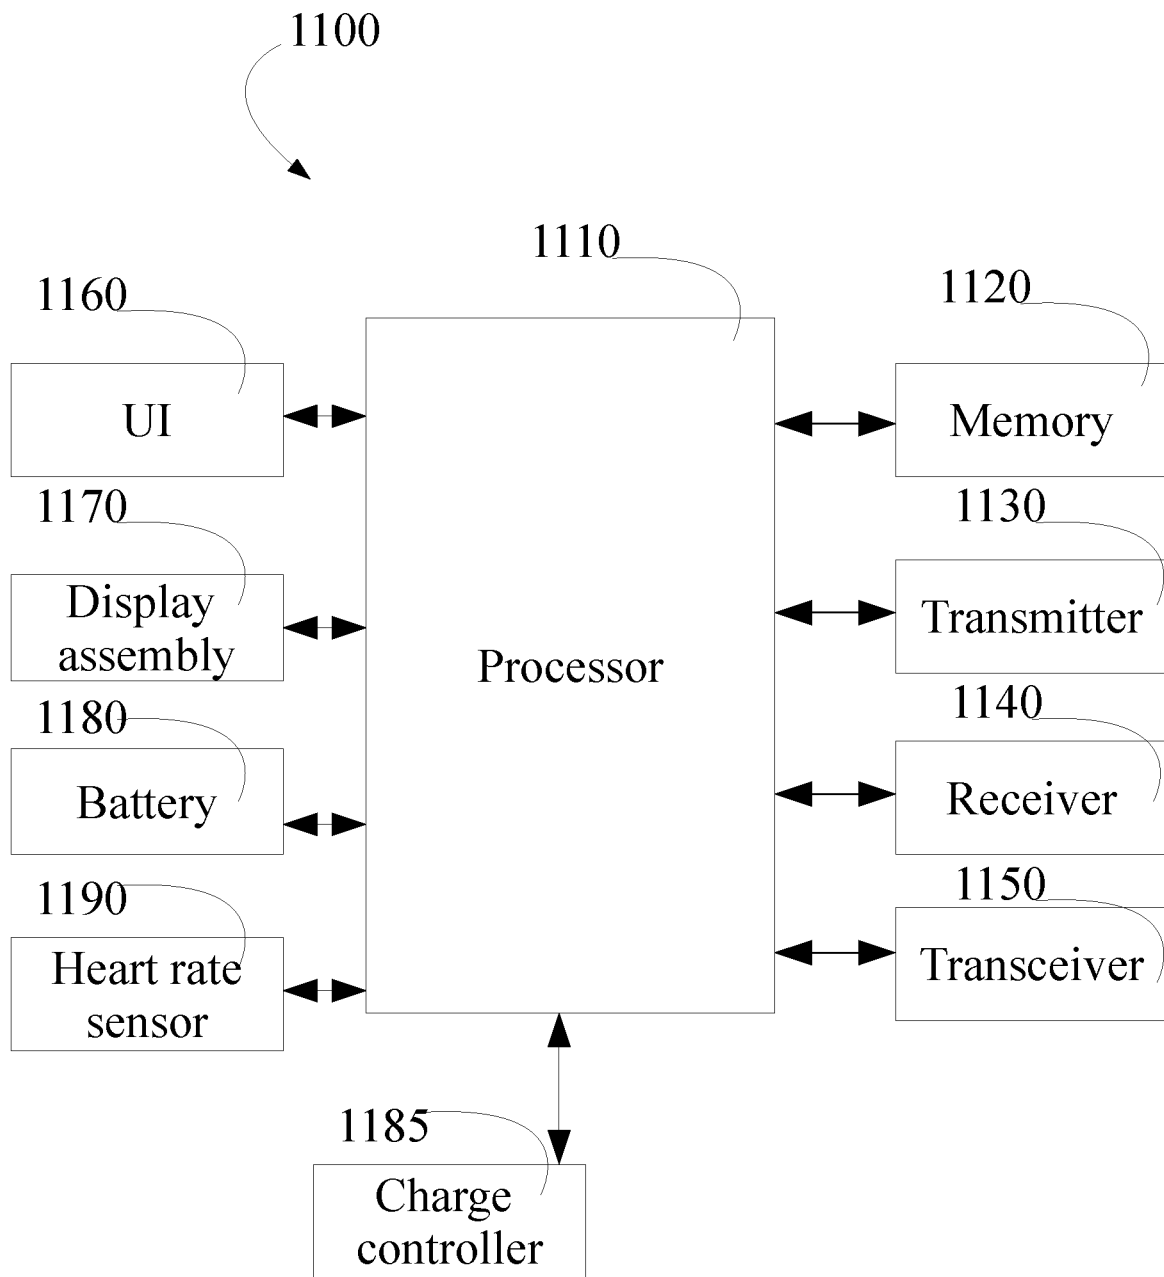 1100
1110
1160
UI
1120
Memory
1170
Display
assembly
1130
Transmitter
Processor
1180
Battery
1140
Receiver
1190
Heart rate
sensor
1150
Transceiver
1185
Charge
controller